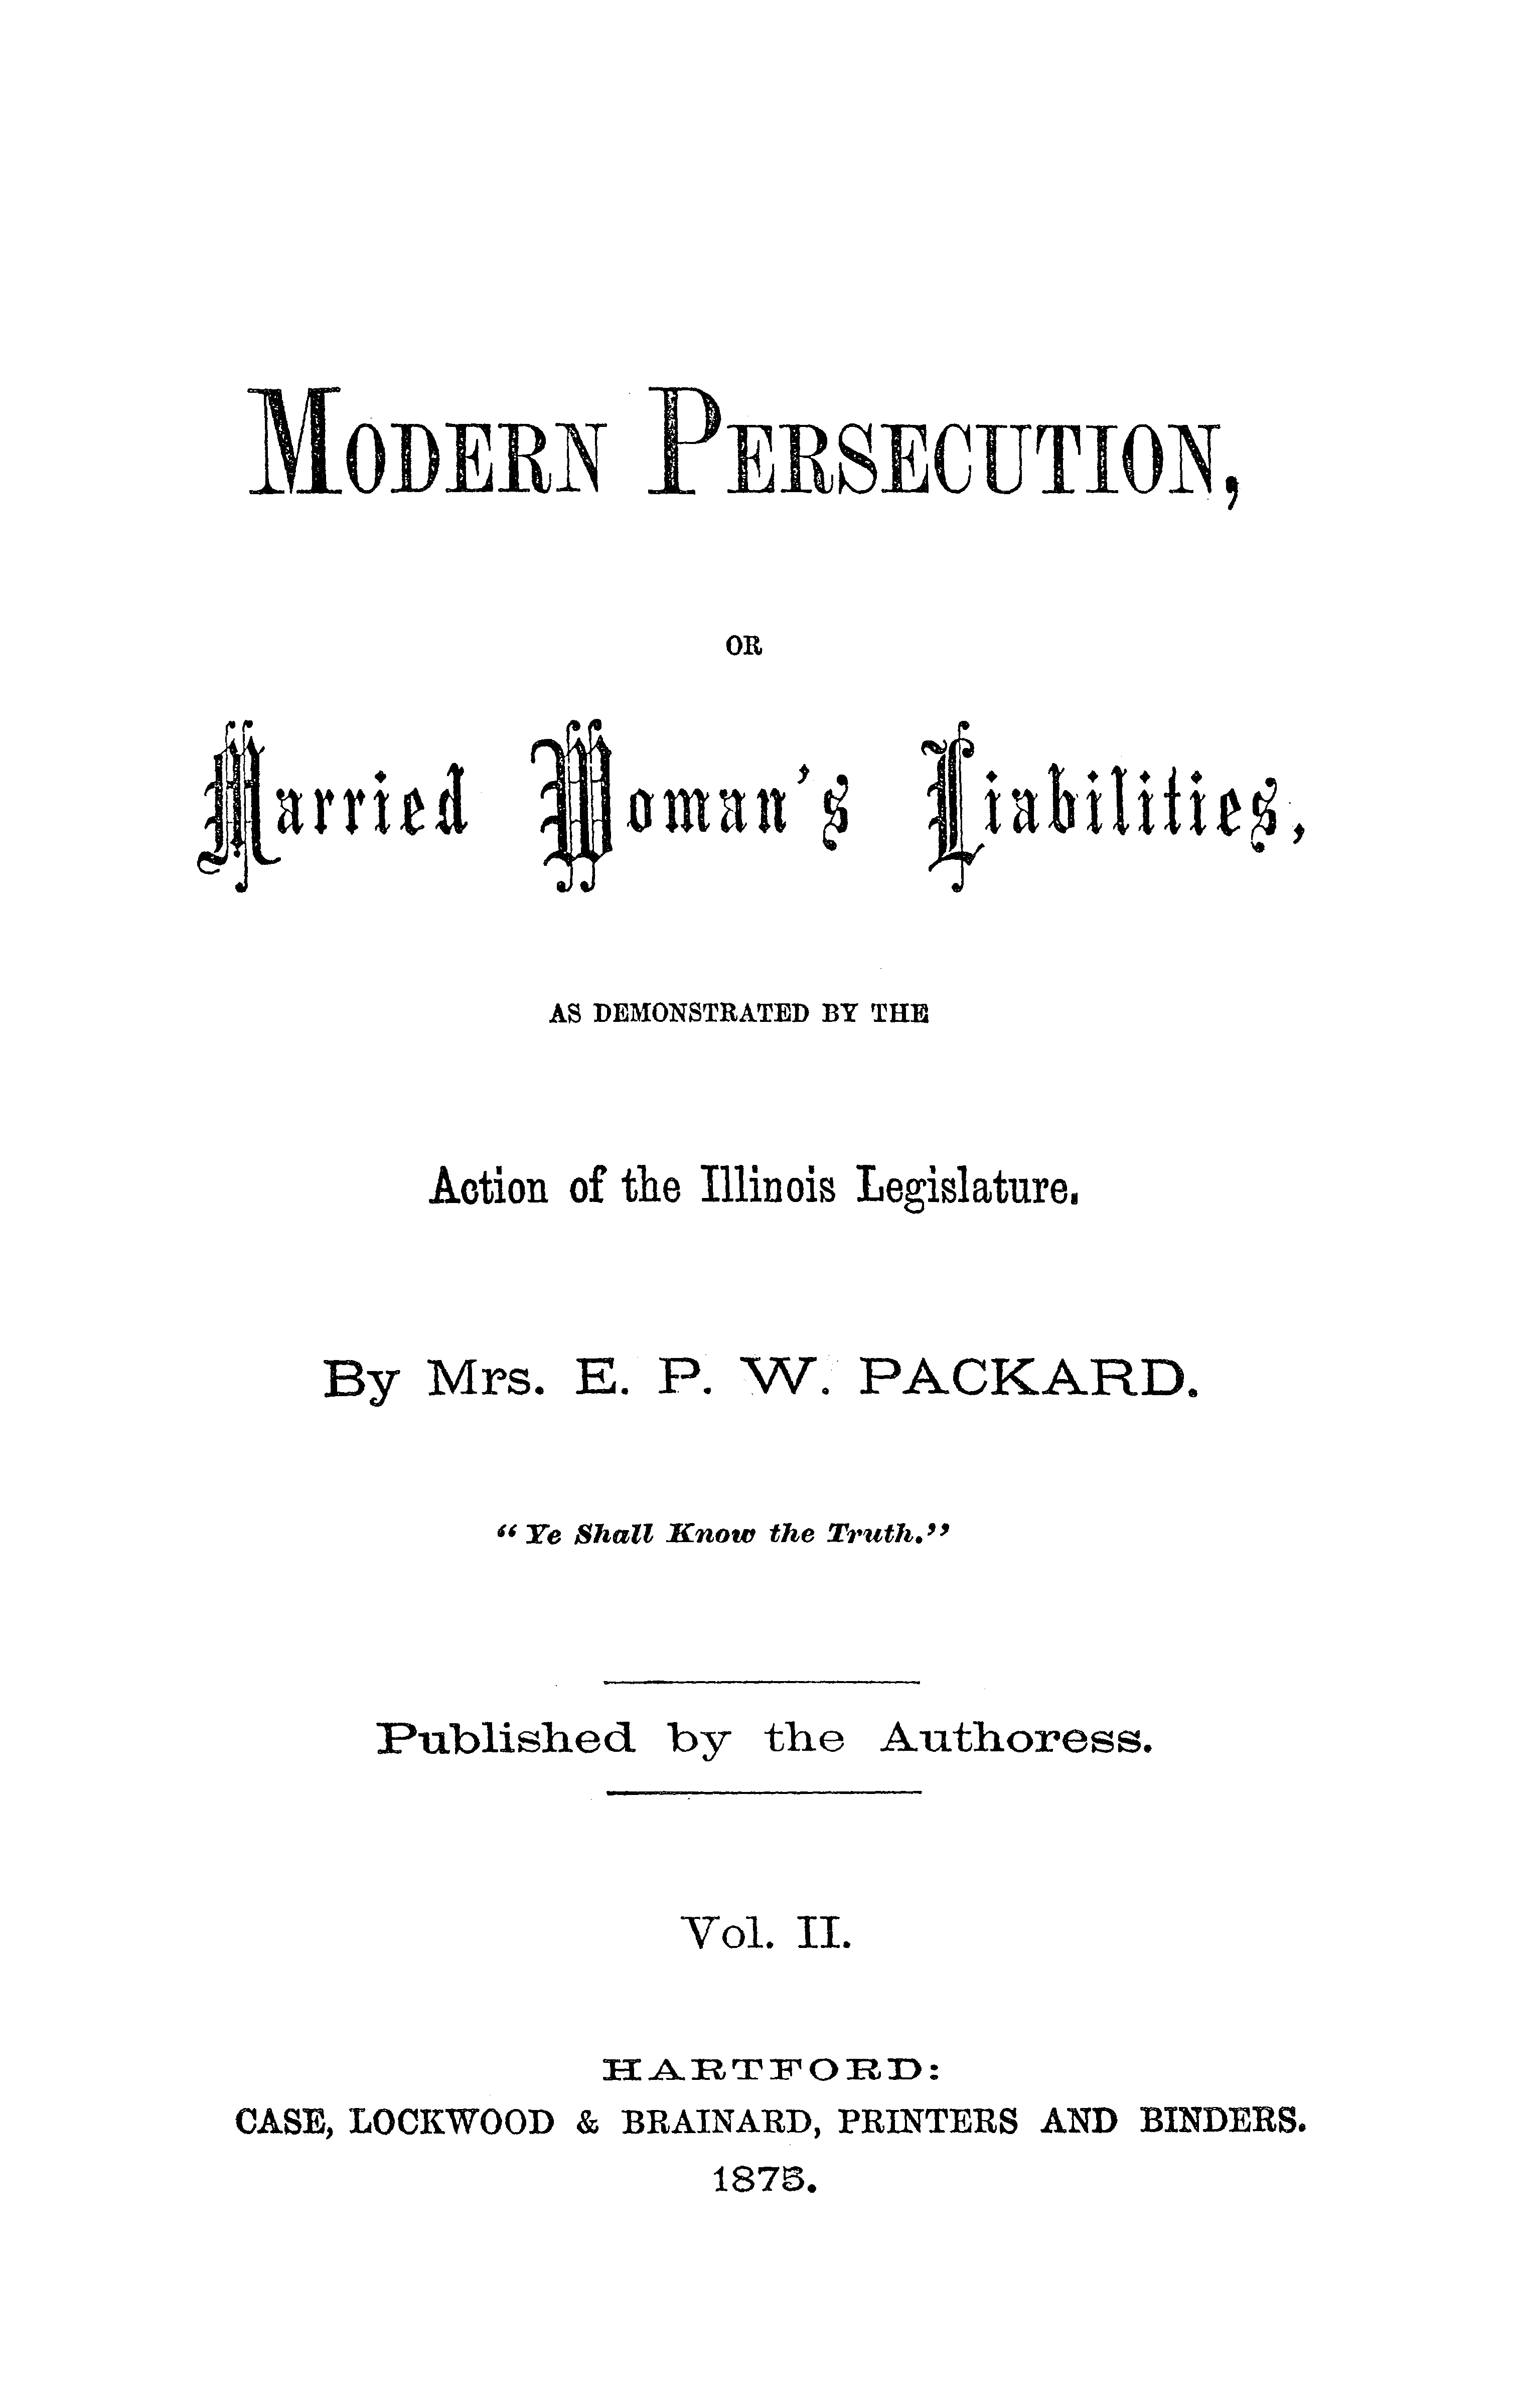 MODERN PERSECUTION,
OR
Married Woman's Liabilities,
AS DEMONSTRATED BY THE
Action of the Illinois Legislature.
By Mrs. E. P. W. PACKARD.
"Ye Shall Know the Truth."
Published by the Authoress.
Vol. II.
HARTFORD:
CASE, LOCKWOOD & BRAINARD, PRINTERS AND BINDERS.
1875.